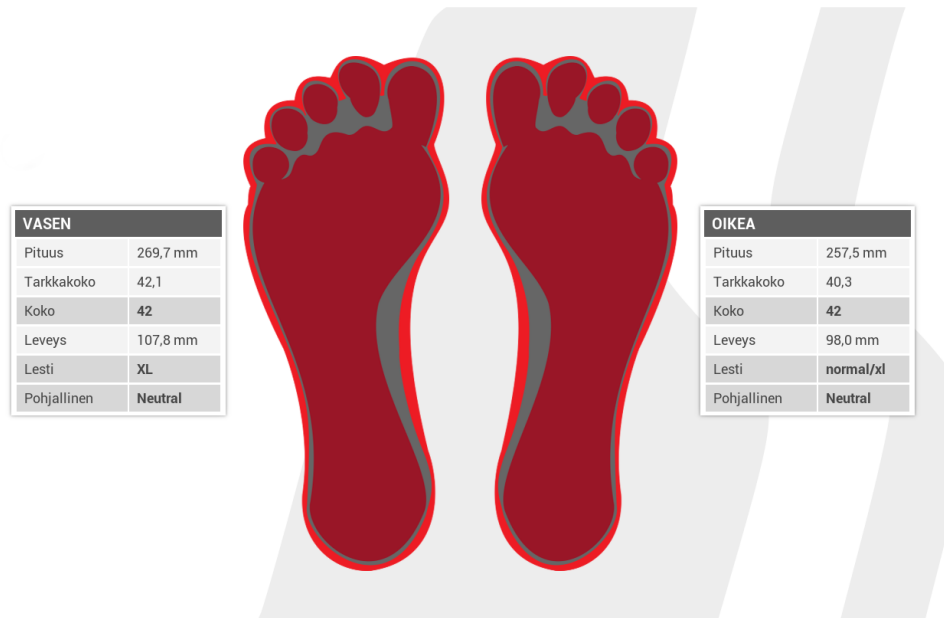 VASEN
Pituus 269,7 mm
Tarkkakoko 42,1
Koko 42
Leveys 107,8 mm
Lesti XL
Pohjallinen Neutral
OIKEA
Pituus 257,5 mm
Tarkkakoko 40,3
Koko 42
Leveys 98,0 mm
Lesti normal/xl
Pohjallinen Neutral